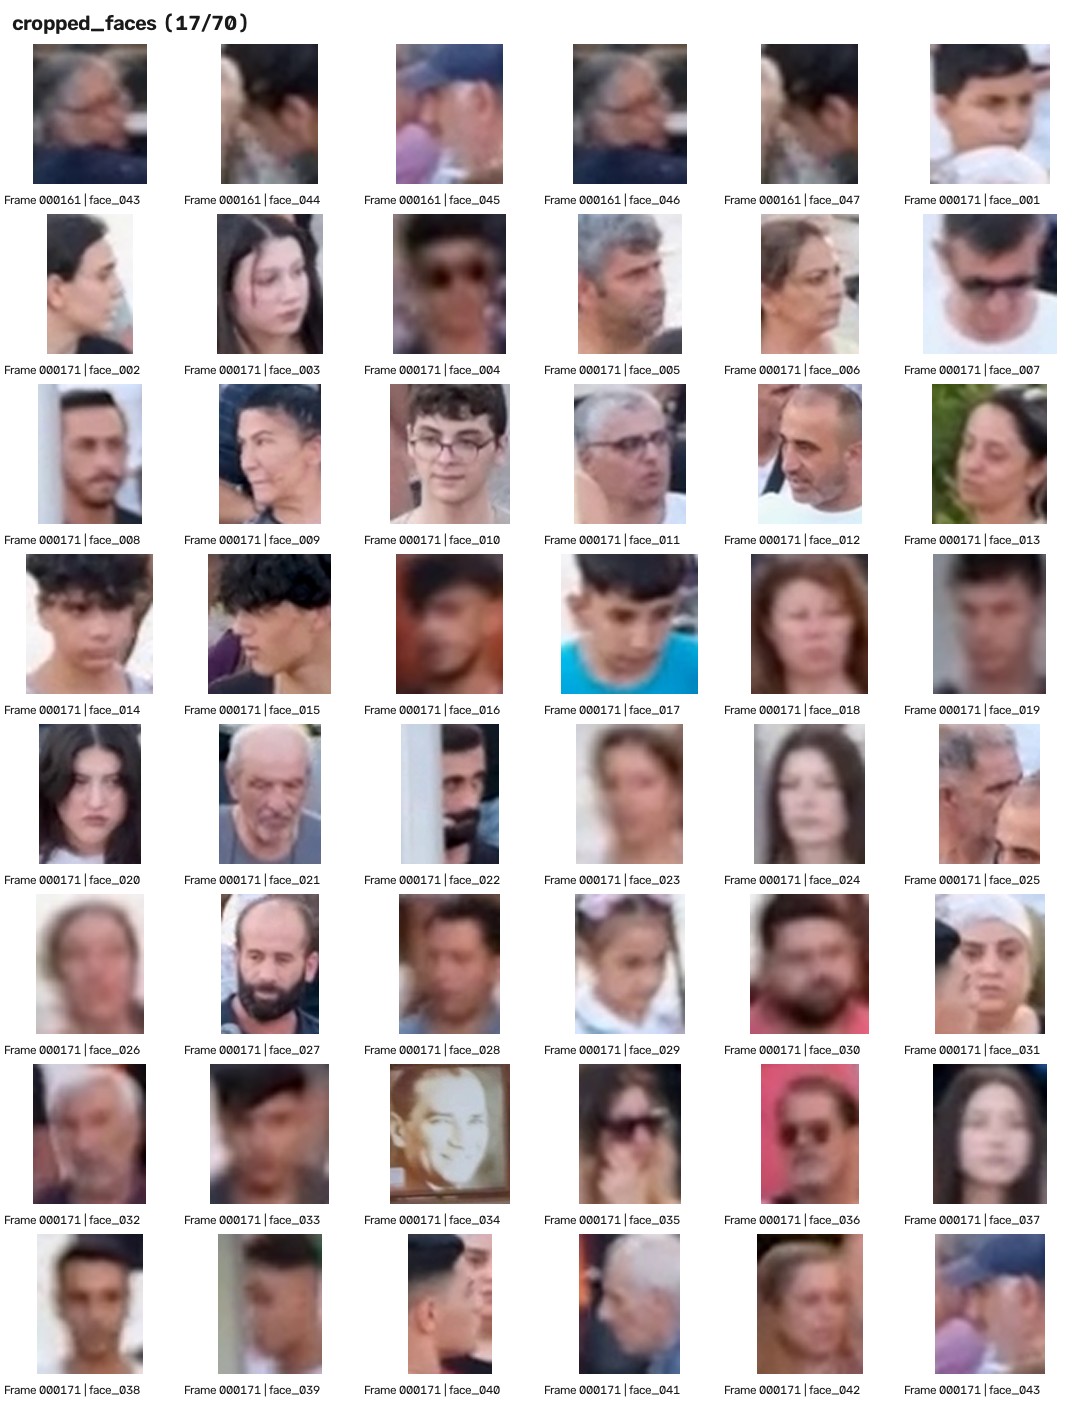 cropped_faces (17/70)
Frame 000161 | face_043
Frame 000161 | face_044
Frame 000161 | face_045
Frame 000161 | face_046
Frame 000161 | face_047
Frame 000171 | face_001
Frame 000171 | face_002
Frame 000171 | face_003
Frame 000171 | face_004
Frame 000171 | face_005
Frame 000171 | face_006
Frame 000171 | face_007
Frame 000171 | face_008
Frame 000171 | face_009
Frame 000171 | face_010
Frame 000171 | face_011
Frame 000171 | face_012
Frame 000171 | face_013
Frame 000171 | face_014
Frame 000171 | face_015
Frame 000171 | face_016
Frame 000171 | face_017
Frame 000171 | face_018
Frame 000171 | face_019
Frame 000171 | face_020
Frame 000171 | face_021
Frame 000171 | face_022
Frame 000171 | face_023
Frame 000171 | face_024
Frame 000171 | face_025
Frame 000171 | face_026
Frame 000171 | face_027
Frame 000171 | face_028
Frame 000171 | face_029
Frame 000171 | face_030
Frame 000171 | face_031
Frame 000171 | face_032
Frame 000171 | face_033
Frame 000171 | face_034
Frame 000171 | face_035
Frame 000171 | face_036
Frame 000171 | face_037
Frame 000171 | face_038
Frame 000171 | face_039
Frame 000171 | face_040
Frame 000171 | face_041
Frame 000171 | face_042
Frame 000171 | face_043